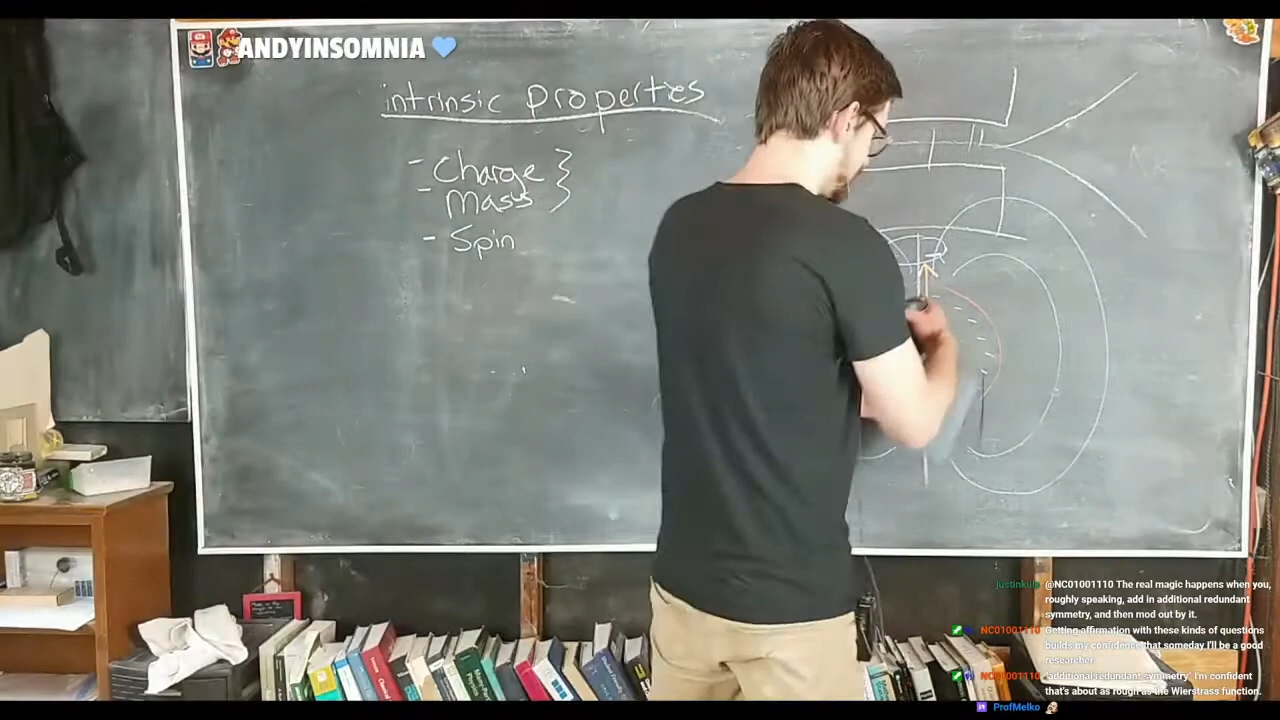 ANDYINSOMNIA
intrinsic properties
- Charge
- Mass
- Spin
justinkulp @NC01001110 The real magic happens when you,
roughly speaking, add in additional redundant
symmetry, and then mod out by it.
NC01001110 Getting affirmation with these kinds of questions
builds my confidence that someday I'll be a good
researcher.
NC01001110 "additional redundant symmetry" I'm confident
that's about as rough as the Wierstrass function.
ProfMelko